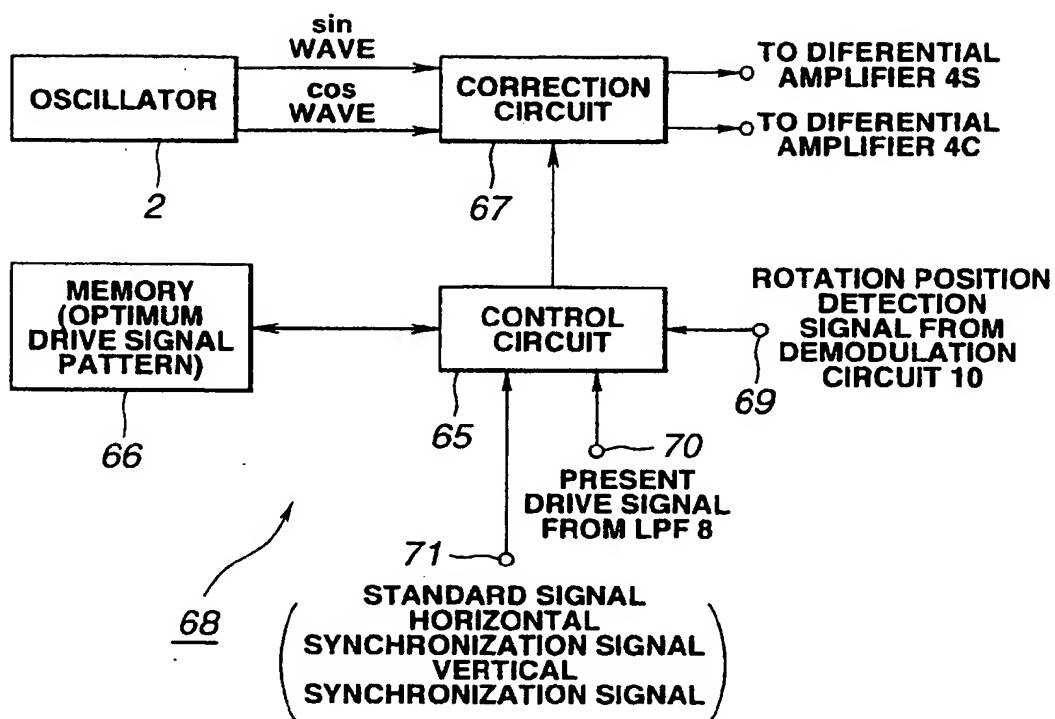 sin
WAVE
cos
WAVE
OSCILLATOR
2
CORRECTION
CIRCUIT
67
TO DIFERENTIAL
AMPLIFIER 4S
TO DIFERENTIAL
AMPLIFIER 4C
MEMORY
(OPTIMUM
DRIVE SIGNAL
PATTERN)
66
CONTROL
CIRCUIT
65
ROTATION POSITION
DETECTION
SIGNAL FROM
DEMODULATION
CIRCUIT 10
69
70
PRESENT
DRIVE SIGNAL
FROM LPF 8
71
STANDARD SIGNAL
HORIZONTAL
SYNCHRONIZATION SIGNAL
VERTICAL
SYNCHRONIZATION SIGNAL
68